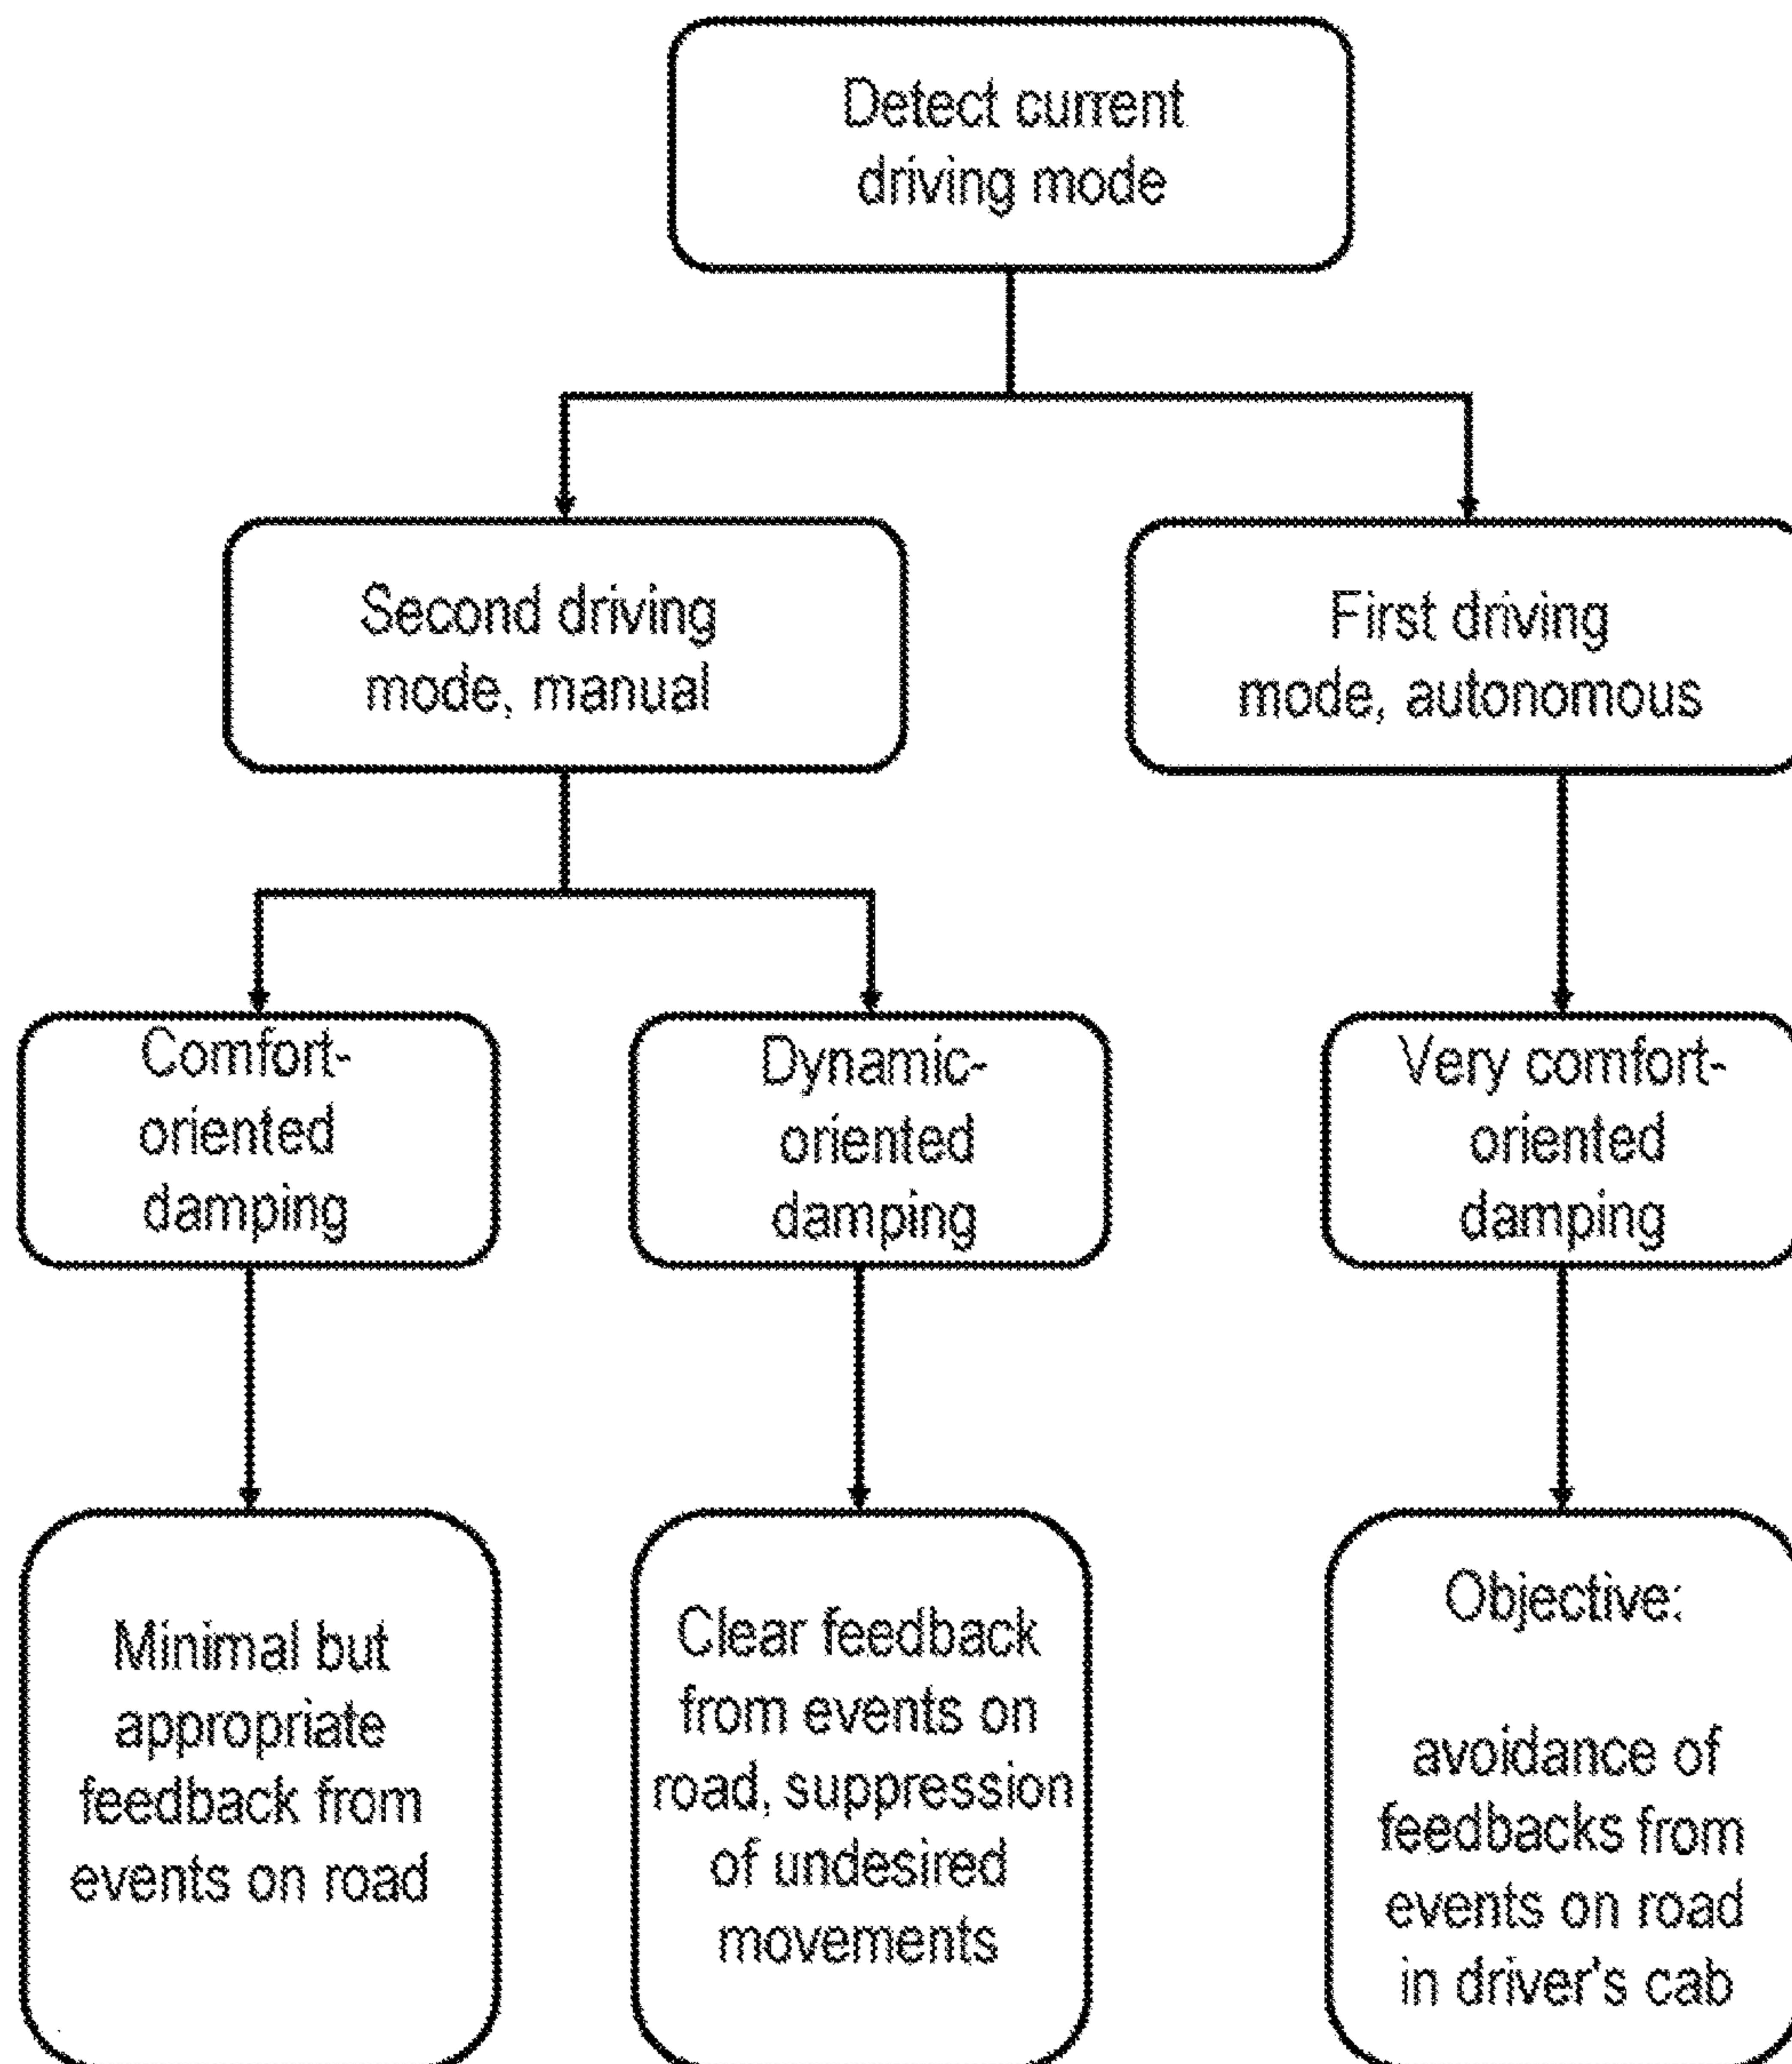 Detect current
driving mode
Second driving
mode, manual
First driving
mode, autonomous
Comfort-
oriented
damping
Dynamic-
oriented
damping
Very comfort-
oriented
damping
Minimal but
appropriate
feedback from
events on road
Clear feedback
from events on
road, suppression
of undesired
movements
Objective:
avoidance of
feedbacks from
events on road
in driver's cab